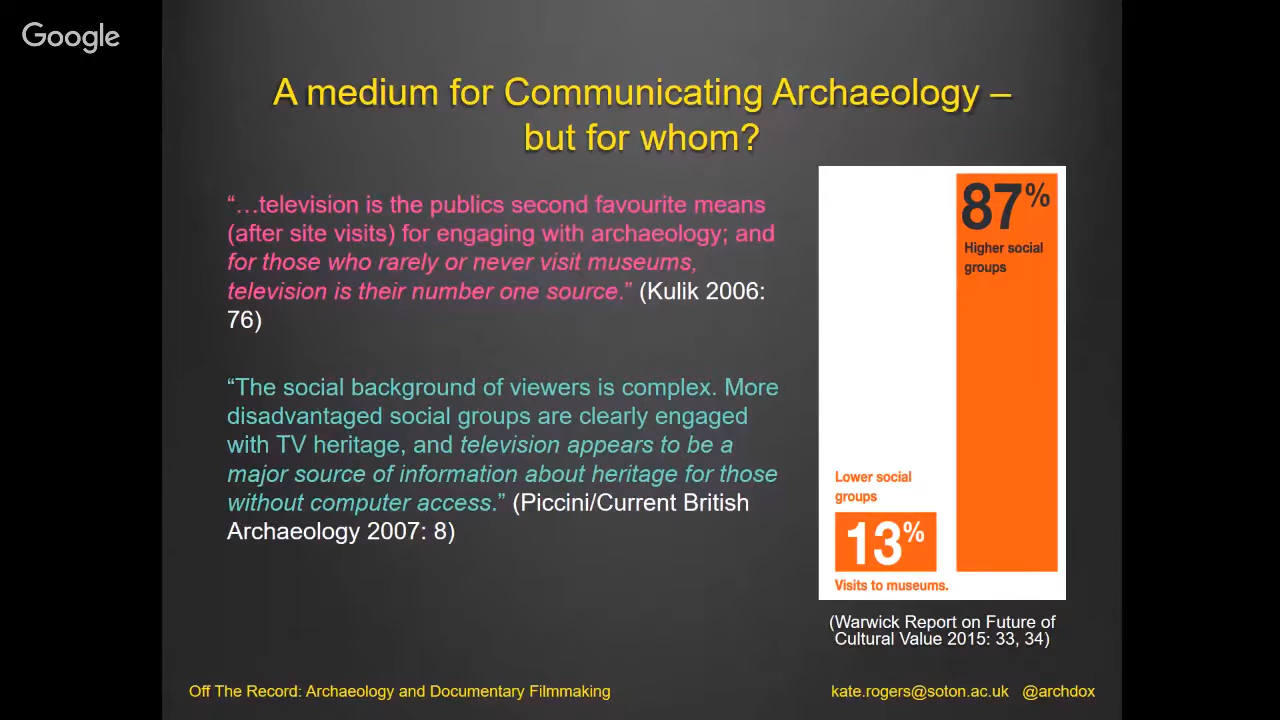 Google
A medium for Communicating Archaeology –
but for whom?
“…television is the publics second favourite means
(after site visits) for engaging with archaeology; and
for those who rarely or never visit museums,
television is their number one source.” (Kulik 2006:
76)
“The social background of viewers is complex. More
disadvantaged social groups are clearly engaged
with TV heritage, and television appears to be a
major source of information about heritage for those
without computer access.” (Piccini/Current British
Archaeology 2007: 8)
87%
Higher social
groups
Lower social
groups
13%
Visits to museums.
(Warwick Report on Future of
Cultural Value 2015: 33, 34)
Off The Record: Archaeology and Documentary Filmmaking
kate.rogers@soton.ac.uk @archdox